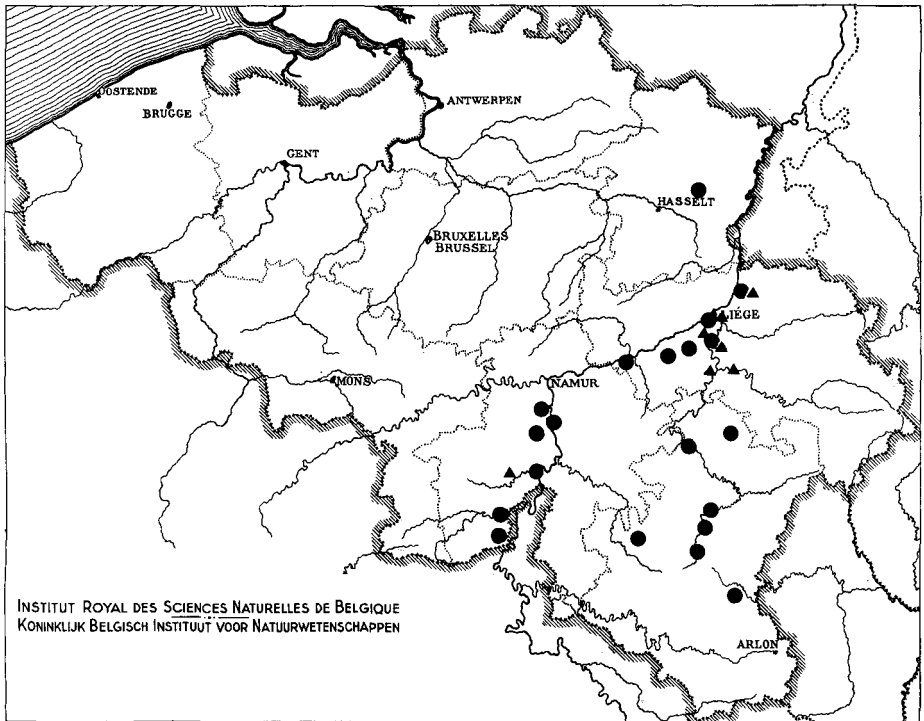 OOSTENDE
BRUGGE
ANTWERPEN
GENT
HASSELT
BRUXELLES
BRUSSEL
LIÉGE
MONS
NAMUR
INSTITUT ROYAL DES SCIENCES NATURELLES DE BELGIQUE
KONINKLIJK BELGISCH INSTITUUT VOOR NATUURWETENSCHAPPEN
ARLON